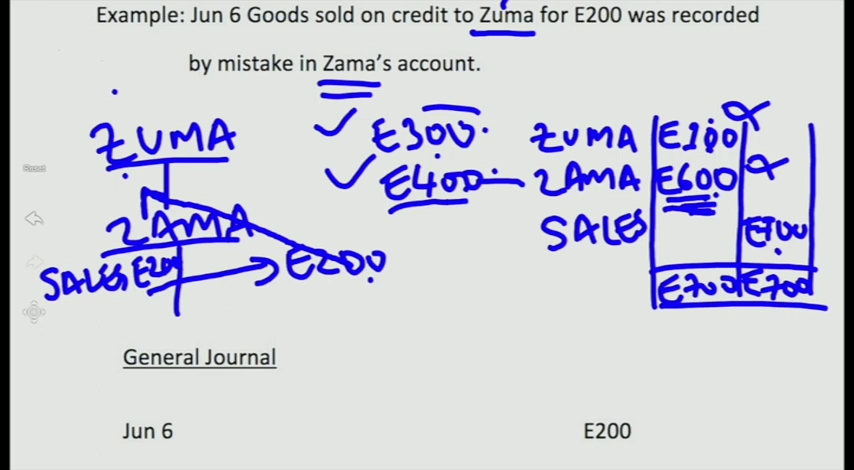 Example: Jun 6 Goods sold on credit to Zuma for E200 was recorded
by mistake in Zama's account.
ZUMA E300 ZUMA E100
E400 ZAMA E600
ZAMA SALES E700
SALES E200 E200
E700 E700
Reset
General Journal
Jun 6 E200